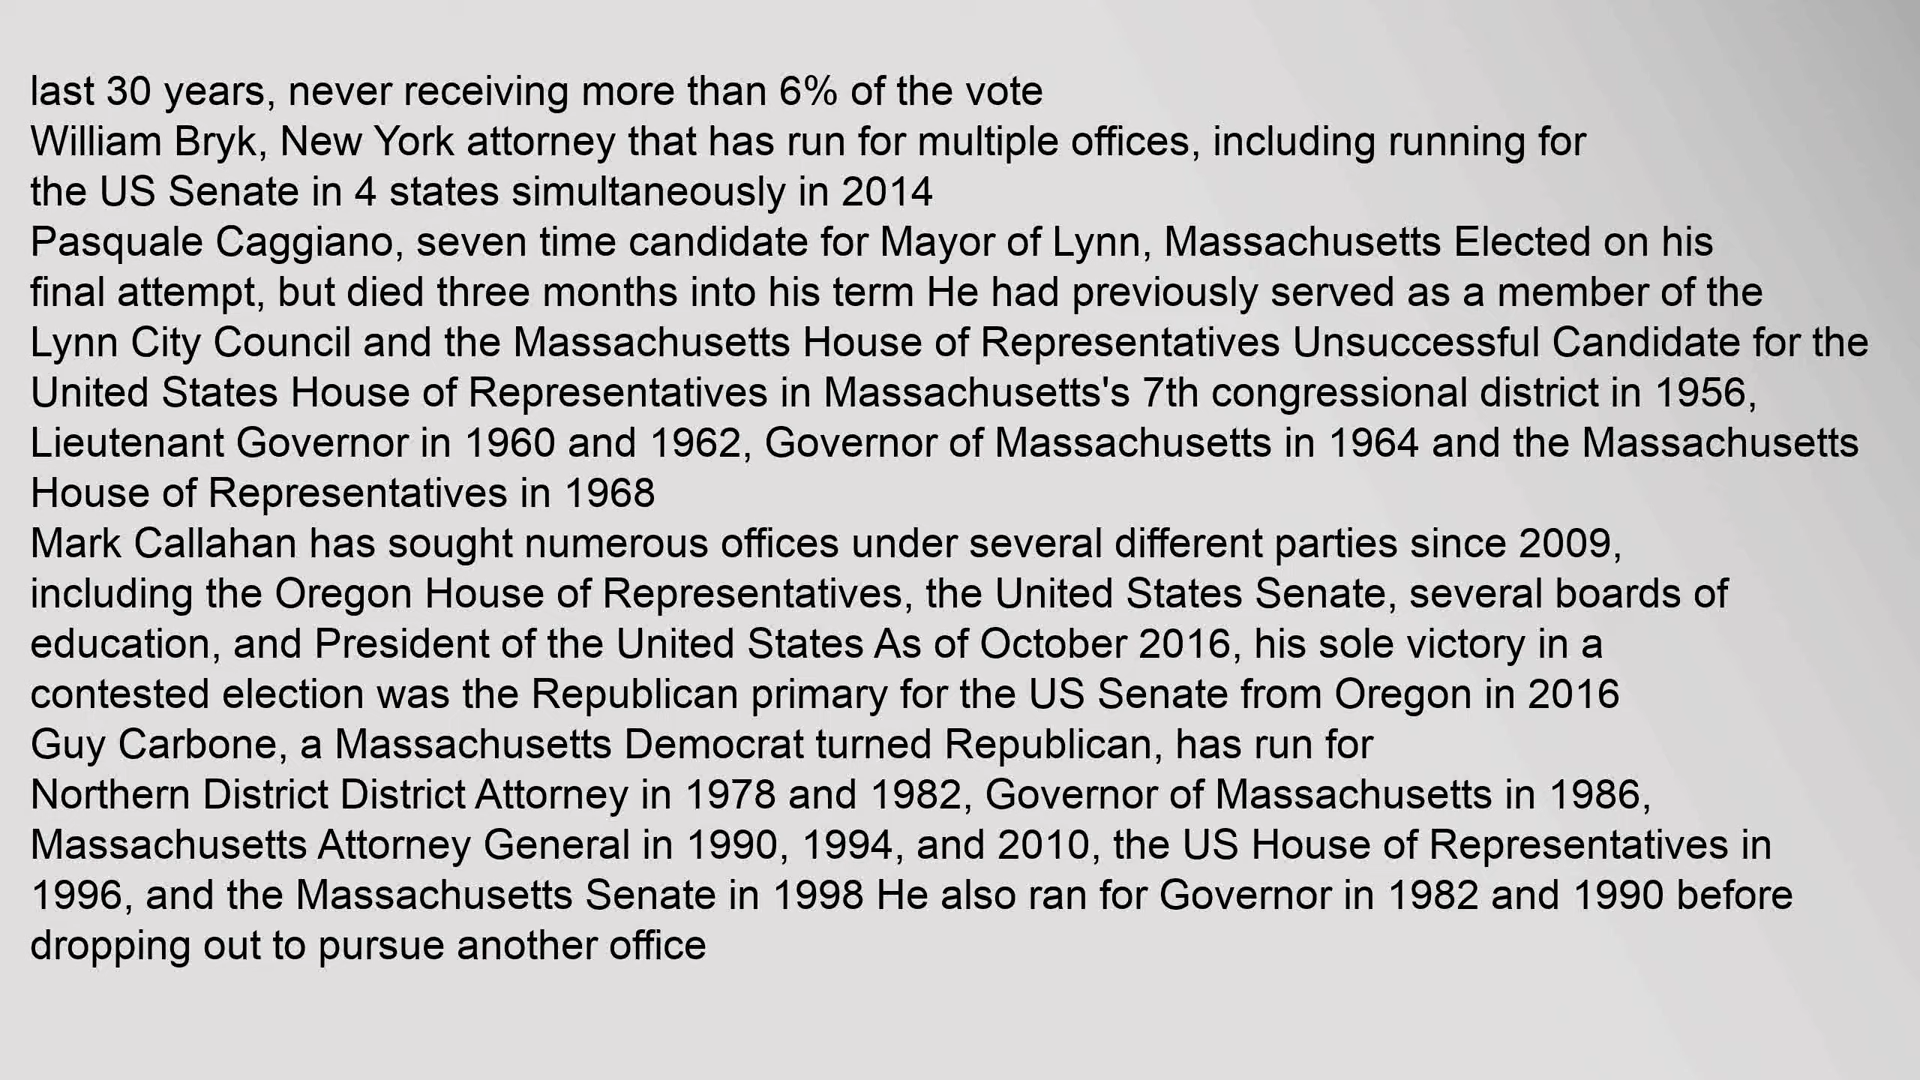 last 30 years, never receiving more than 6% of the vote
William Bryk, New York attorney that has run for multiple offices, including running for
the US Senate in 4 states simultaneously in 2014
Pasquale Caggiano, seven time candidate for Mayor of Lynn, Massachusetts Elected on his
final attempt, but died three months into his term He had previously served as a member of the
Lynn City Council and the Massachusetts House of Representatives Unsuccessful Candidate for the
United States House of Representatives in Massachusetts's 7th congressional district in 1956,
Lieutenant Governor in 1960 and 1962, Governor of Massachusetts in 1964 and the Massachusetts
House of Representatives in 1968
Mark Callahan has sought numerous offices under several different parties since 2009,
including the Oregon House of Representatives, the United States Senate, several boards of
education, and President of the United States As of October 2016, his sole victory in a
contested election was the Republican primary for the US Senate from Oregon in 2016
Guy Carbone, a Massachusetts Democrat turned Republican, has run for
Northern District District Attorney in 1978 and 1982, Governor of Massachusetts in 1986,
Massachusetts Attorney General in 1990, 1994, and 2010, the US House of Representatives in
1996, and the Massachusetts Senate in 1998 He also ran for Governor in 1982 and 1990 before
dropping out to pursue another office